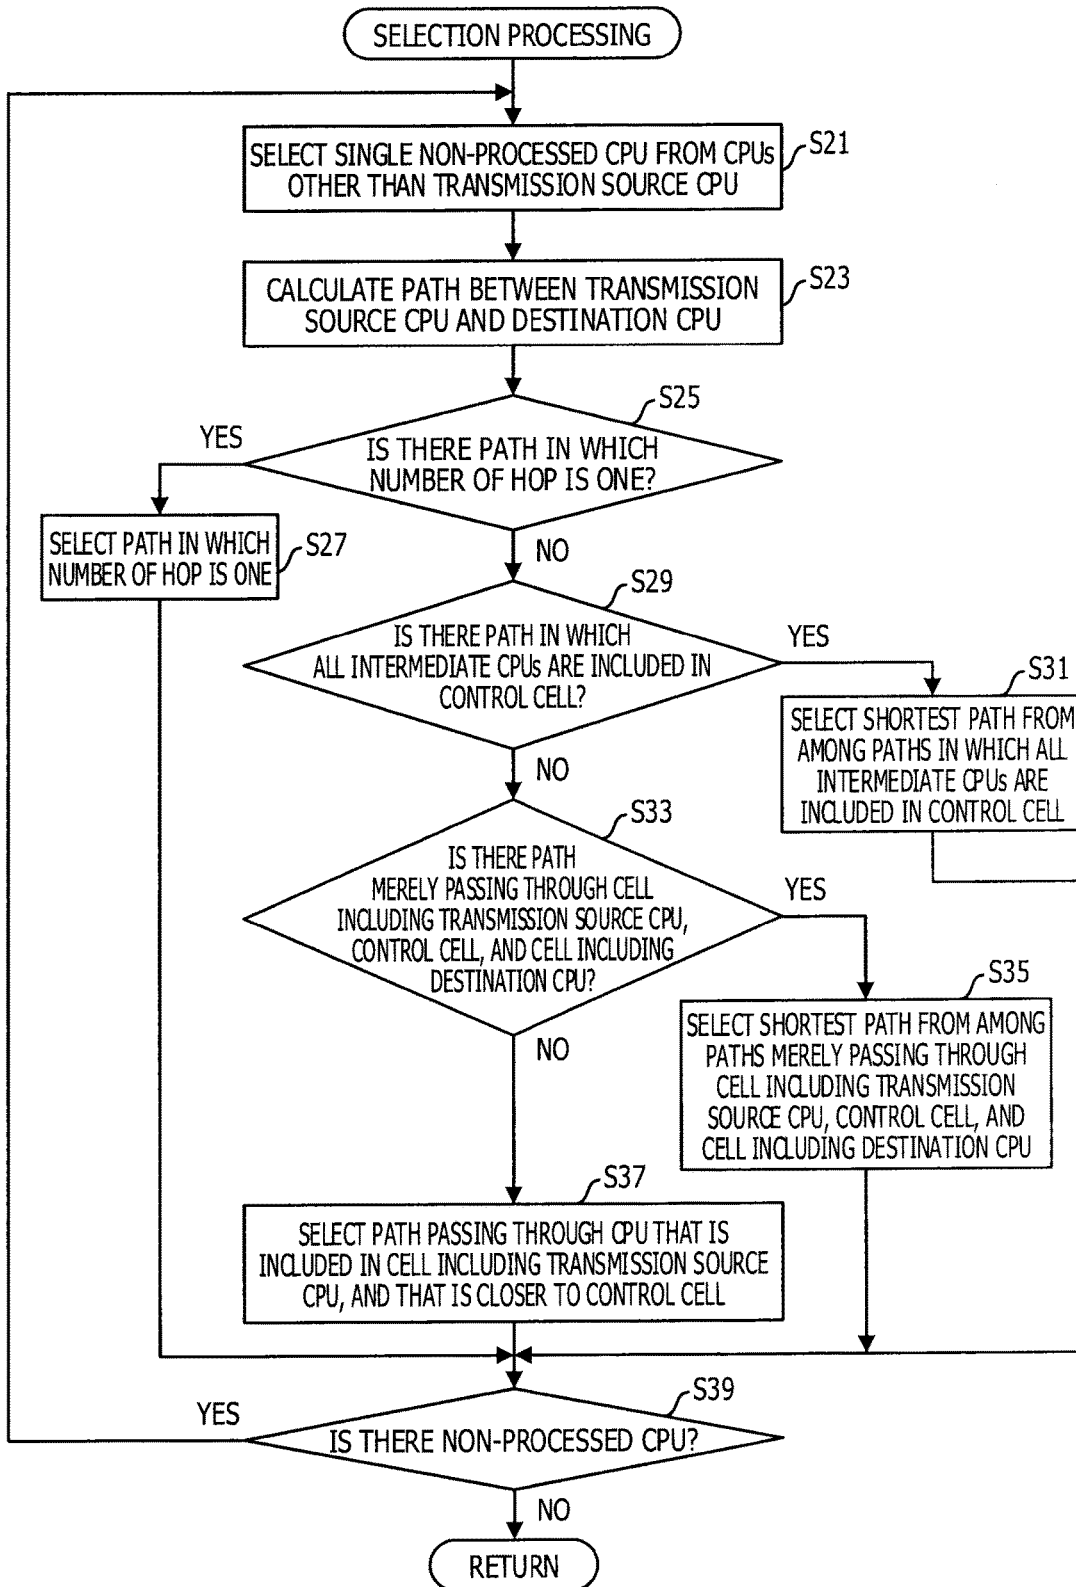 SELECTION PROCESSING
SELECT SINGLE NON-PROCESSED CPU FROM CPUs
OTHER THAN TRANSMISSION SOURCE CPU
S21
CALCULATE PATH BETWEEN TRANSMISSION
SOURCE CPU AND DESTINATION CPU
S23
S25
YES
IS THERE PATH IN WHICH
NUMBER OF HOP IS ONE?
SELECT PATH IN WHICH
NUMBER OF HOP IS ONE
S27
NO
S29
IS THERE PATH IN WHICH
ALL INTERMEDIATE CPUs ARE INCLUDED IN
CONTROL CELL?
YES
S31
SELECT SHORTEST PATH FROM
AMONG PATHS IN WHICH ALL
INTERMEDIATE CPUs ARE
INCLUDED IN CONTROL CELL
NO
S33
IS THERE PATH
MERELY PASSING THROUGH CELL
INCLUDING TRANSMISSION SOURCE CPU,
CONTROL CELL, AND CELL INCLUDING
DESTINATION CPU?
YES
S35
SELECT SHORTEST PATH FROM AMONG
PATHS MERELY PASSING THROUGH
CELL INCLUDING TRANSMISSION
SOURCE CPU, CONTROL CELL, AND
CELL INCLUDING DESTINATION CPU
NO
S37
SELECT PATH PASSING THROUGH CPU THAT IS
INCLUDED IN CELL INCLUDING TRANSMISSION SOURCE
CPU, AND THAT IS CLOSER TO CONTROL CELL
S39
YES
IS THERE NON-PROCESSED CPU?
NO
RETURN